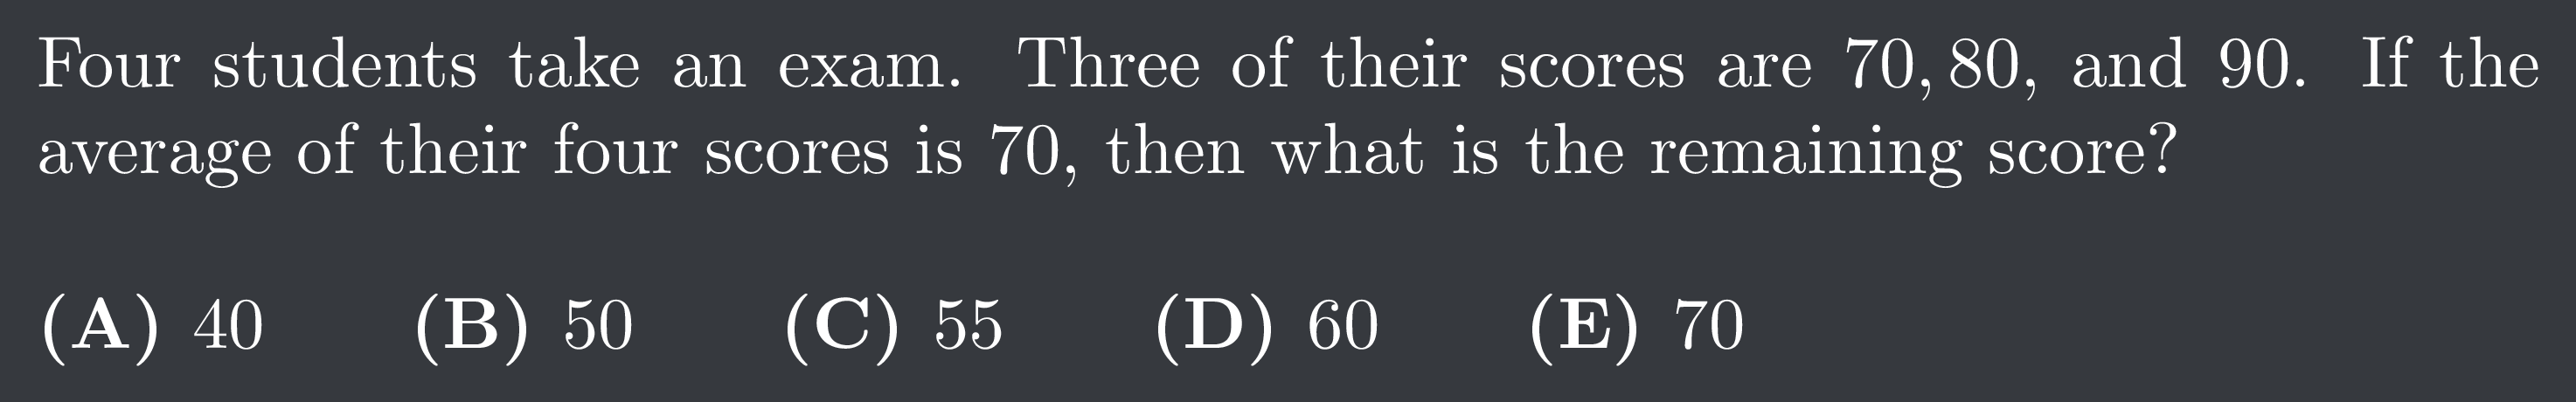 Four students take an exam. Three of their scores are 70, 80, and 90. If the
average of their four scores is 70, then what is the remaining score?
(A) 40 (B) 50 (C) 55 (D) 60 (E) 70